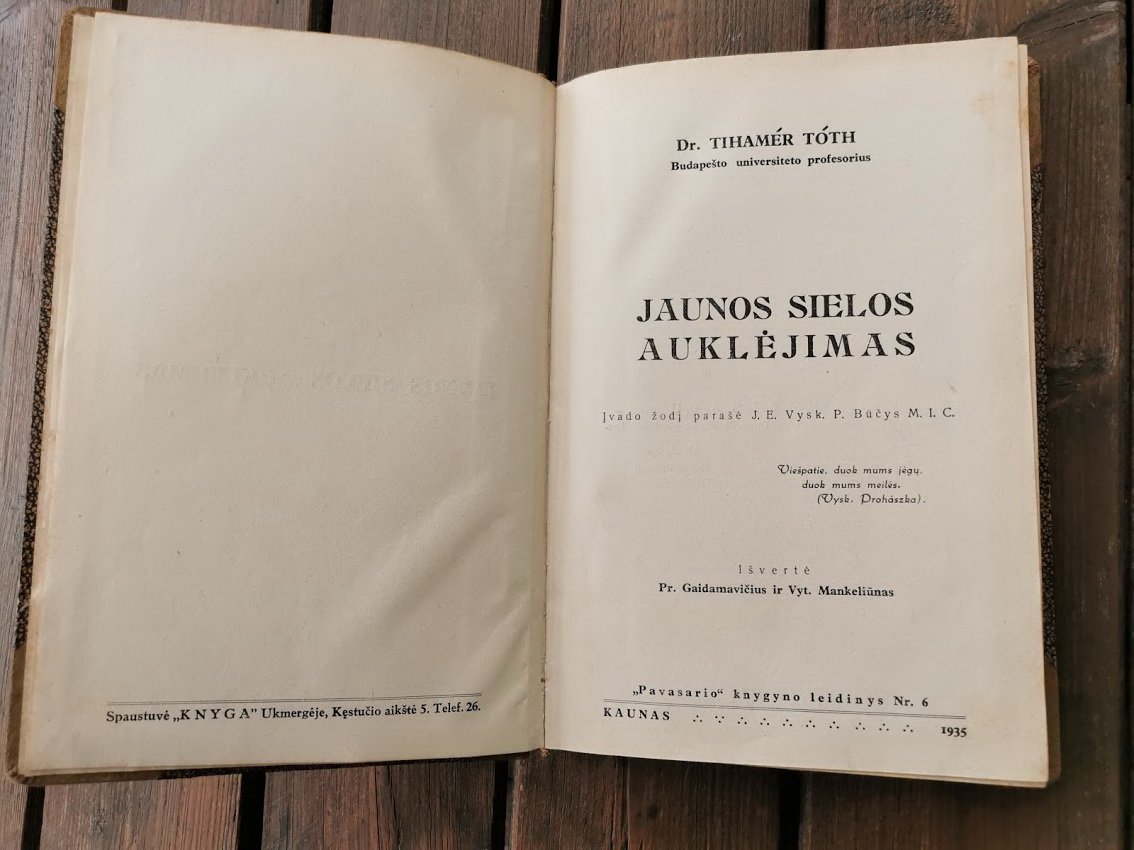 Spaustuvė „KNYGA" Ukmergėje, Kęstučio aikštė 5. Telef. 26.
Dr. TIHAMÉR TÓTH
Budapešto universiteto profesorius
JAUNOS SIELOS
AUKLĖJIMAS
Įvado žodį parašė J. E. Vysk. P. Būčys M. I. C.
Viešpatie, duok mums jėgų,
duok mums meilės.
(Vysk. Prohászka).
Išvertė
Pr. Gaidamavičius ir Vyt. Mankeliūnas
„Pavasario“ knygyno leidinys Nr. 6
KAUNAS 1935